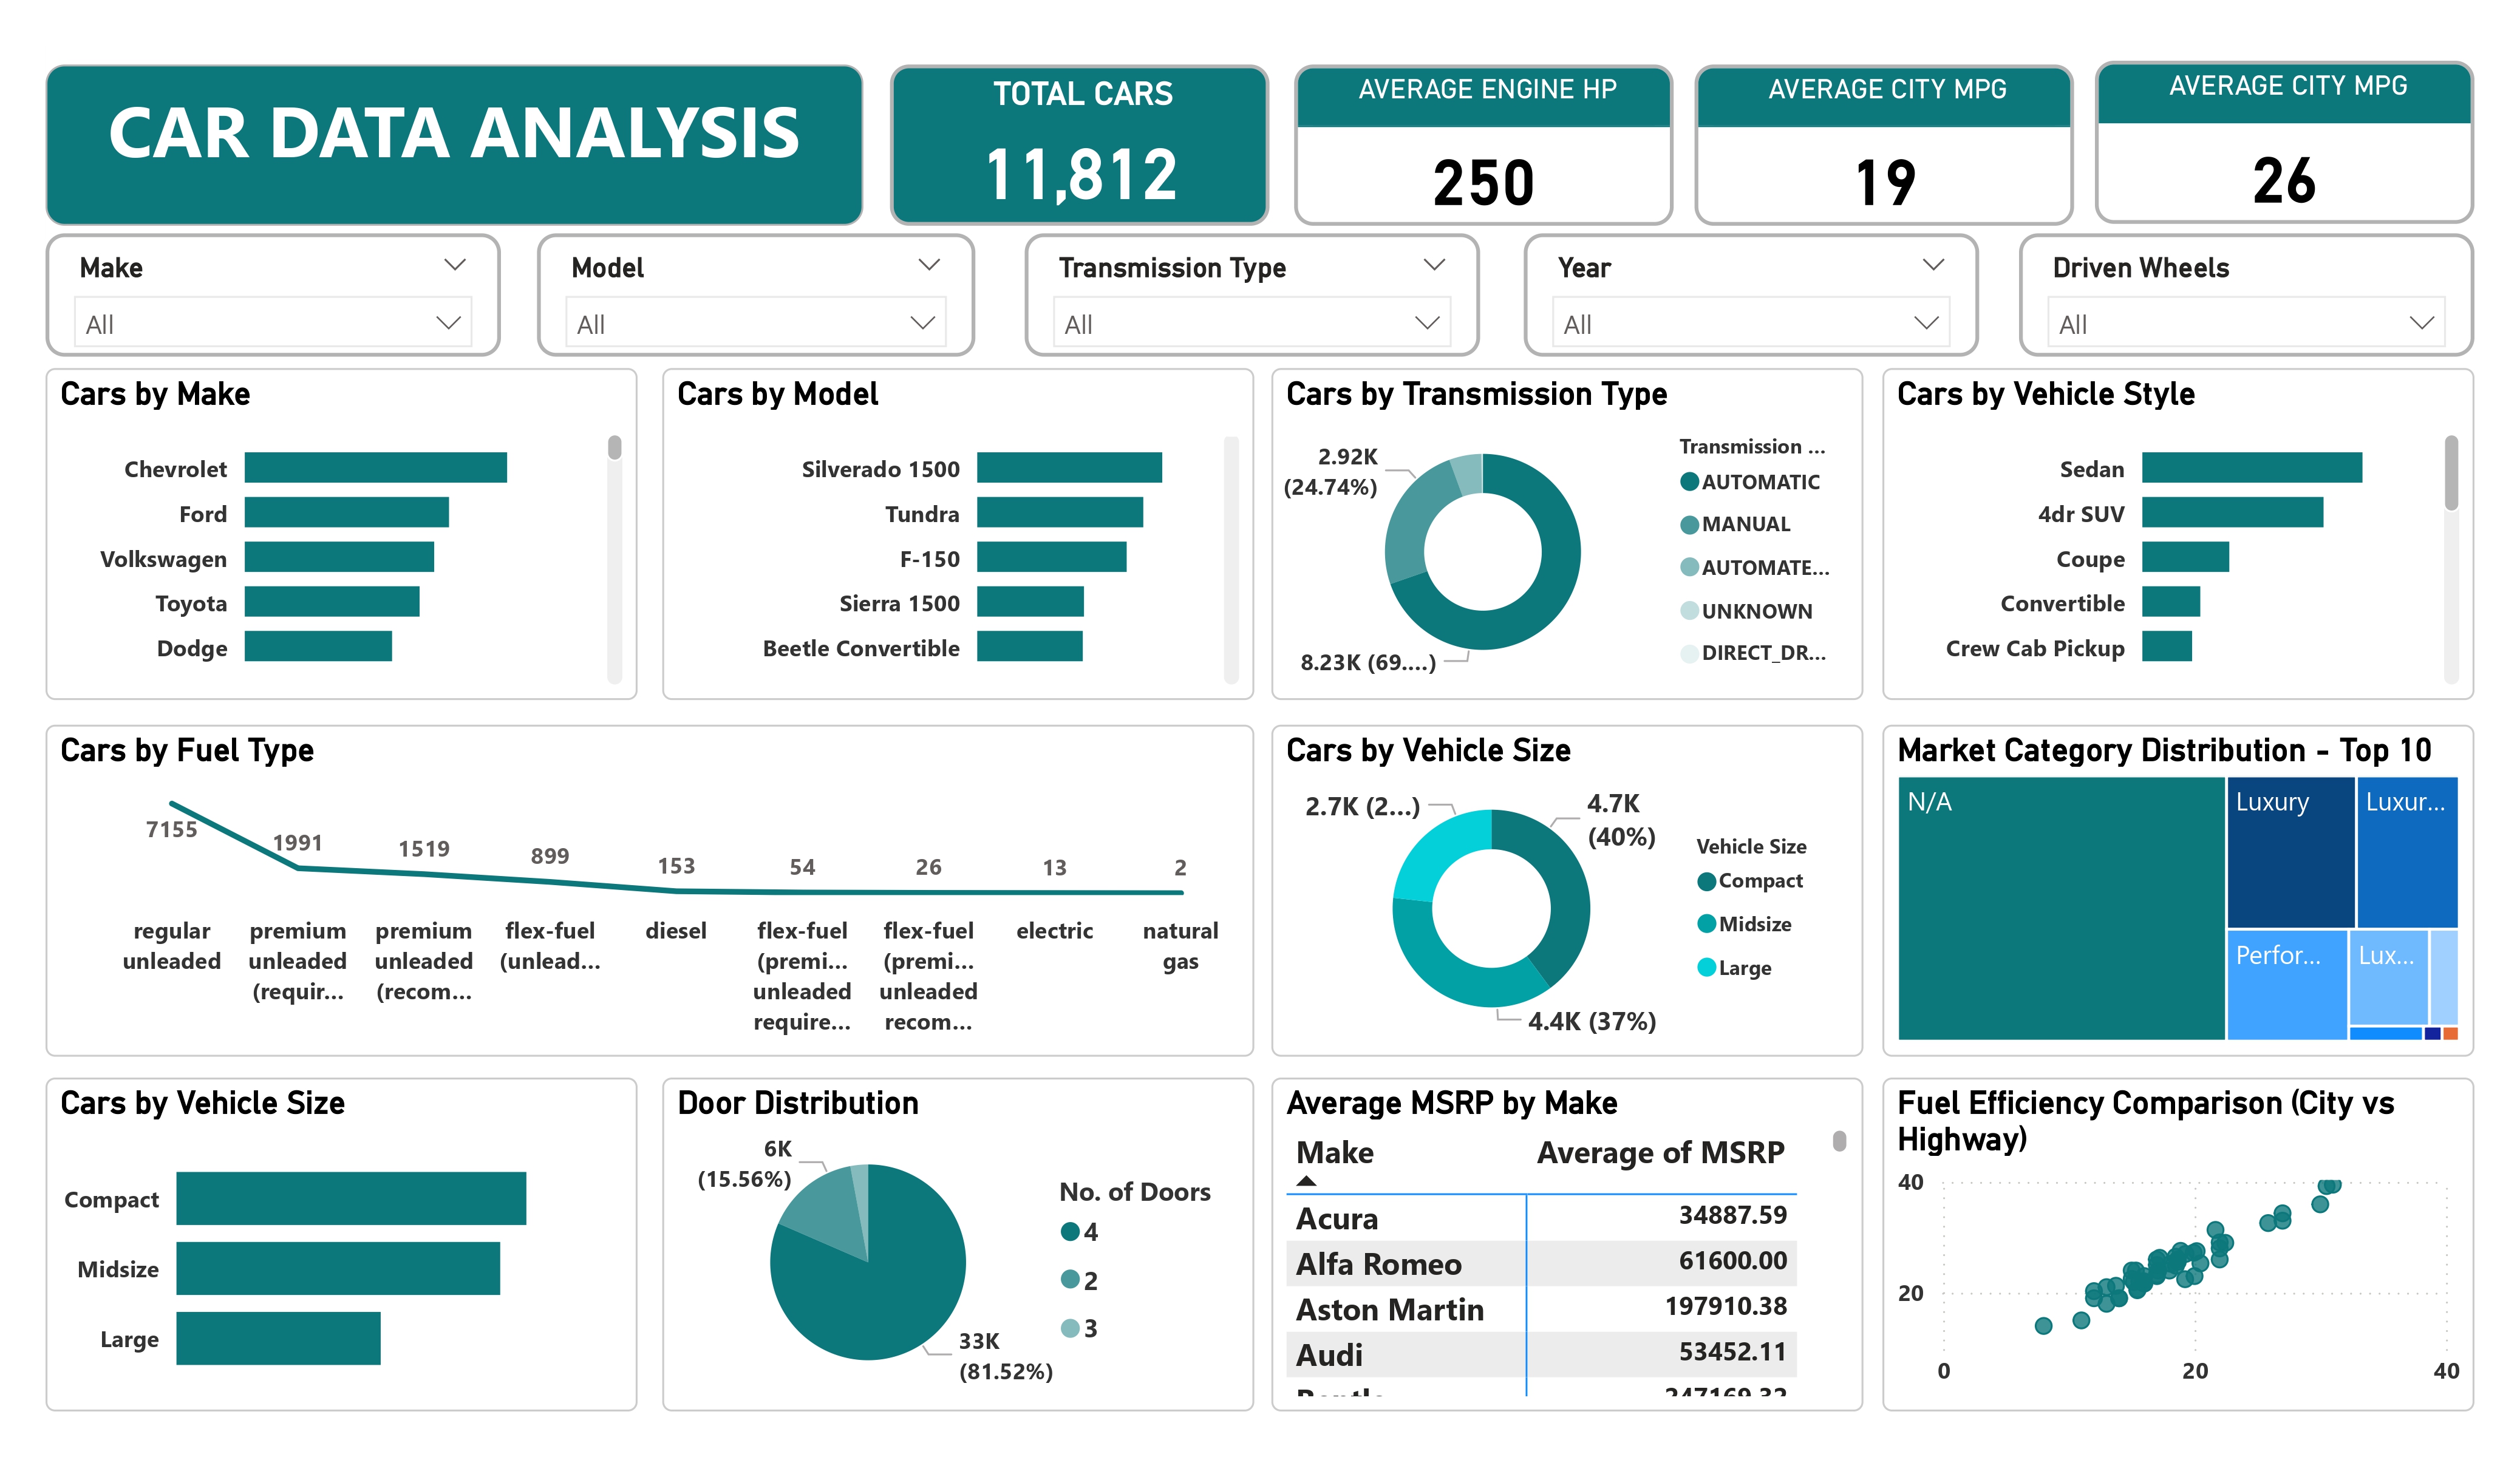 CAR DATA ANALYSIS
TOTAL CARS
11,812
AVERAGE ENGINE HP
250
AVERAGE CITY MPG
19
AVERAGE CITY MPG
26
Make
All
Model
All
Transmission Type
All
Year
All
Driven Wheels
All
Cars by Make
Chevrolet
Ford
Volkswagen
Toyota
Dodge
Cars by Model
Silverado 1500
Tundra
F-150
Sierra 1500
Beetle Convertible
Cars by Transmission Type
2.92K
(24.74%)
8.23K (69....)
Transmission ...
AUTOMATIC
MANUAL
AUTOMATE...
UNKNOWN
DIRECT_DR...
Cars by Vehicle Style
Sedan
4dr SUV
Coupe
Convertible
Crew Cab Pickup
Cars by Fuel Type
7155
1991
1519
899
153
54
26
13
2
regular
unleaded
premium
unleaded
(requir...
premium
unleaded
(recom...
flex-fuel
(unlead...
diesel
flex-fuel
(premi...
unleaded
require...
flex-fuel
(premi...
unleaded
recom...
electric
natural
gas
Cars by Vehicle Size
2.7K (2...)
4.7K
(40%)
4.4K (37%)
Vehicle Size
Compact
Midsize
Large
Market Category Distribution - Top 10
N/A
Luxury
Luxur...
Perfor...
Lux...
Cars by Vehicle Size
Compact
Midsize
Large
Door Distribution
6K
(15.56%)
33K
(81.52%)
No. of Doors
4
2
3
Average MSRP by Make
Make Average of MSRP
Acura 34887.59
Alfa Romeo 61600.00
Aston Martin 197910.38
Audi 53452.11
Fuel Efficiency Comparison (City vs
Highway)
40
20
0 20 40